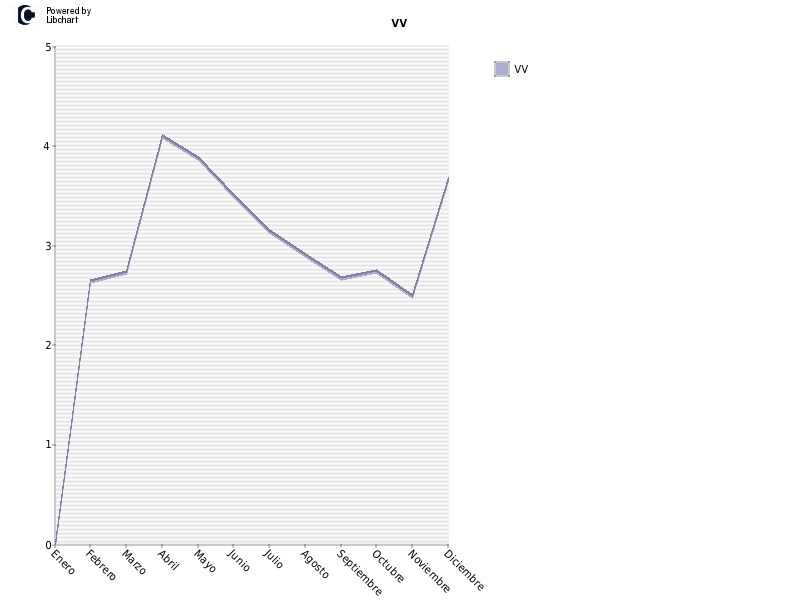 Powered by
Libchart
VV
VV
5
4
3
2
1
0
Enero
Febrero
Marzo
Abril
Mayo
Junio
Julio
Agosto
Septiembre
Octubre
Noviembre
Diciembre